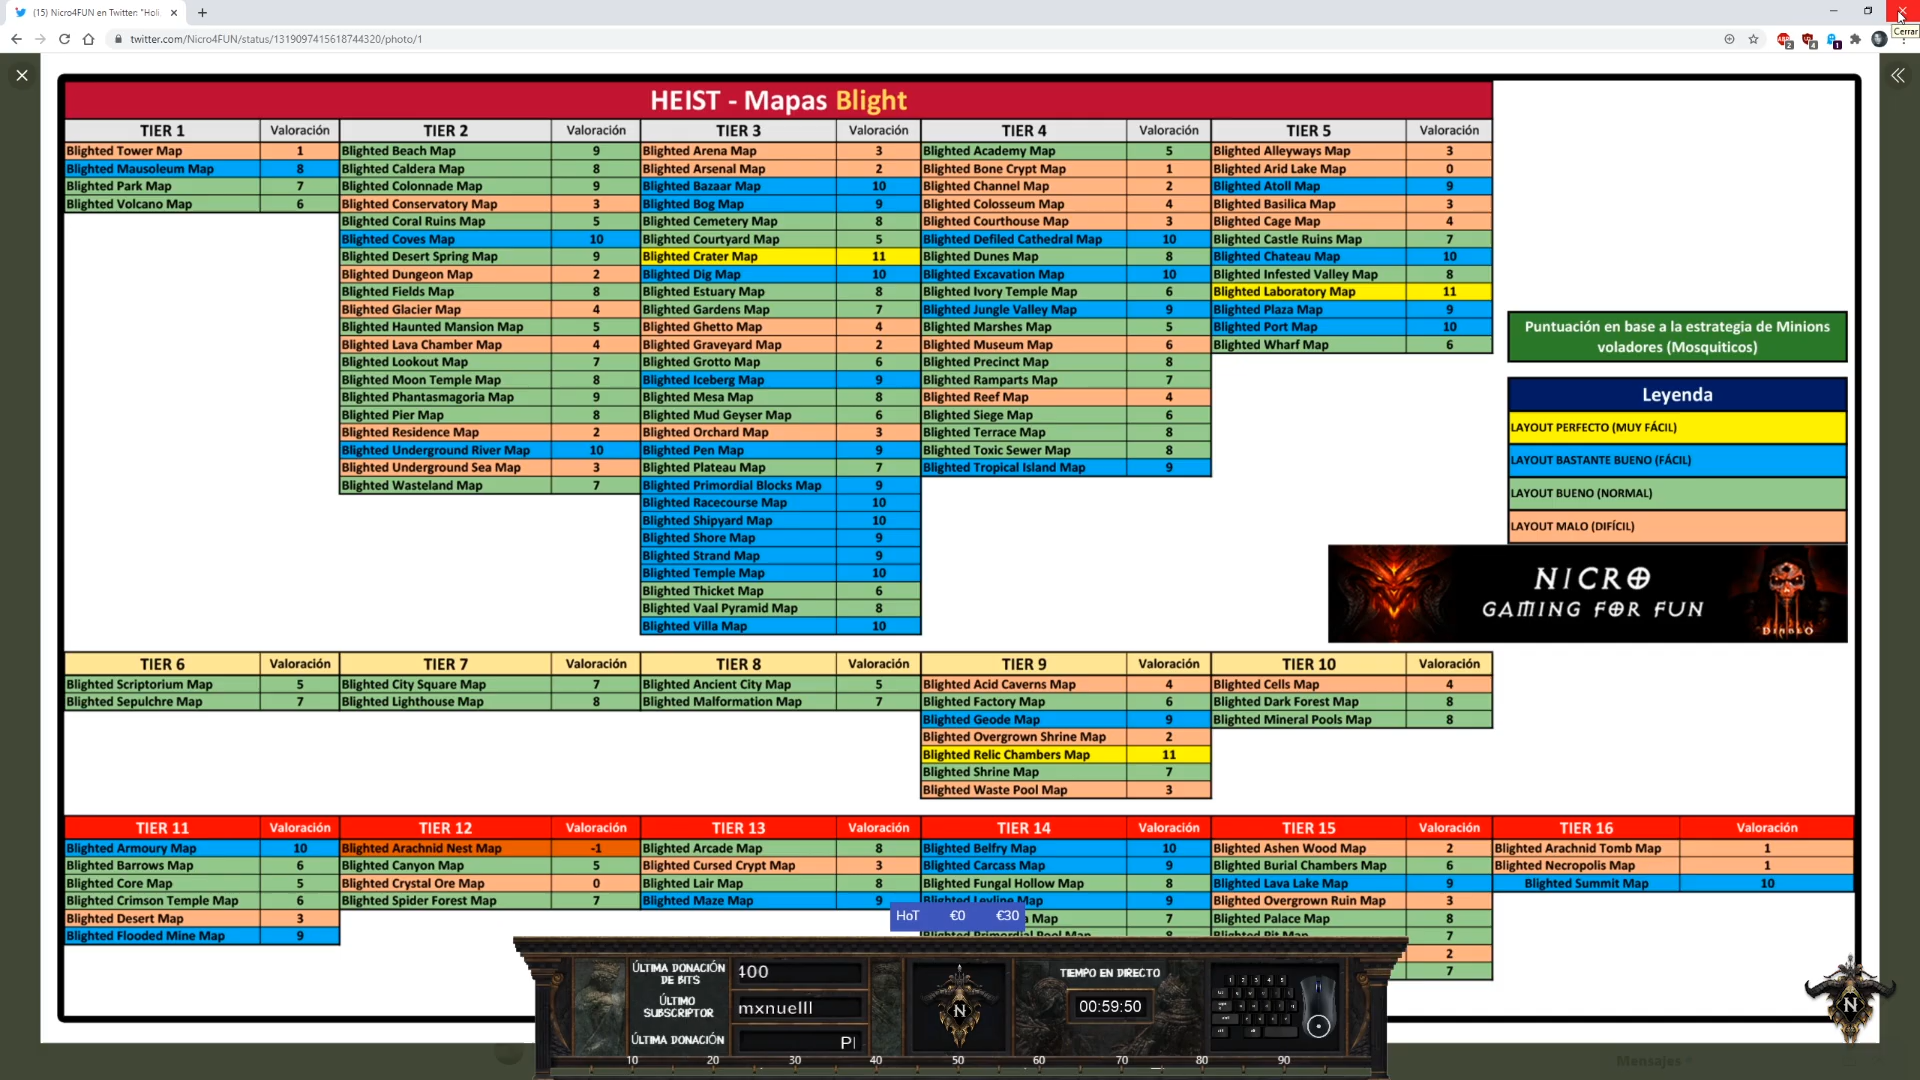 (15) Nicro4FUN en Twitter: "Holi
twitter.com/Nicro4FUN/status/1319097415618744320/photo/1
Cerrar
HEIST - Mapas Blight
TIER 1 Valoración TIER 2 Valoración TIER 3 Valoración TIER 4 Valoración TIER 5 Valoración
Blighted Tower Map 1 Blighted Beach Map 9 Blighted Arena Map 3 Blighted Academy Map 5 Blighted Alleyways Map 3
Blighted Mausoleum Map 8 Blighted Caldera Map 8 Blighted Arsenal Map 2 Blighted Bone Crypt Map 1 Blighted Arid Lake Map 0
Blighted Park Map 7 Blighted Colonnade Map 9 Blighted Bazaar Map 10 Blighted Channel Map 2 Blighted Atoll Map 9
Blighted Volcano Map 6 Blighted Conservatory Map 3 Blighted Bog Map 9 Blighted Colosseum Map 4 Blighted Basilica Map 3
Blighted Coral Ruins Map 5 Blighted Cemetery Map 8 Blighted Courthouse Map 3 Blighted Cage Map 4
Blighted Coves Map 10 Blighted Courtyard Map 5 Blighted Defiled Cathedral Map 10 Blighted Castle Ruins Map 7
Blighted Desert Spring Map 9 Blighted Crater Map 11 Blighted Dunes Map 8 Blighted Chateau Map 10
Blighted Dungeon Map 2 Blighted Dig Map 10 Blighted Excavation Map 10 Blighted Infested Valley Map 8
Blighted Fields Map 8 Blighted Estuary Map 8 Blighted Ivory Temple Map 6 Blighted Laboratory Map 11
Blighted Glacier Map 4 Blighted Gardens Map 7 Blighted Jungle Valley Map 9 Blighted Plaza Map 9
Blighted Haunted Mansion Map 5 Blighted Ghetto Map 4 Blighted Marshes Map 5 Blighted Port Map 10
Blighted Lava Chamber Map 4 Blighted Graveyard Map 2 Blighted Museum Map 6 Blighted Wharf Map 6
Blighted Lookout Map 7 Blighted Grotto Map 6 Blighted Precinct Map 8
Blighted Moon Temple Map 8 Blighted Iceberg Map 9 Blighted Ramparts Map 7
Blighted Phantasmagoria Map 9 Blighted Mesa Map 8 Blighted Reef Map 4
Blighted Pier Map 8 Blighted Mud Geyser Map 6 Blighted Siege Map 6
Blighted Residence Map 2 Blighted Orchard Map 3 Blighted Terrace Map 8
Blighted Underground River Map 10 Blighted Pen Map 9 Blighted Toxic Sewer Map 8
Blighted Underground Sea Map 3 Blighted Plateau Map 7 Blighted Tropical Island Map 9
Blighted Wasteland Map 7 Blighted Primordial Blocks Map 9
Blighted Racecourse Map 10
Blighted Shipyard Map 10
Blighted Shore Map 9
Blighted Strand Map 9
Blighted Temple Map 10
Blighted Thicket Map 6
Blighted Vaal Pyramid Map 8
Blighted Villa Map 10
Puntuación en base a la estrategia de Minions
voladores (Mosquiticos)
Leyenda
LAYOUT PERFECTO (MUY FÁCIL)
LAYOUT BASTANTE BUENO (FÁCIL)
LAYOUT BUENO (NORMAL)
LAYOUT MALO (DIFÍCIL)
NICRO
GAMING FOR FUN
DIABLO
TIER 6 Valoración TIER 7 Valoración TIER 8 Valoración TIER 9 Valoración TIER 10 Valoración
Blighted Scriptorium Map 5 Blighted City Square Map 7 Blighted Ancient City Map 5 Blighted Acid Caverns Map 4 Blighted Cells Map 4
Blighted Sepulchre Map 7 Blighted Lighthouse Map 8 Blighted Malformation Map 7 Blighted Factory Map 6 Blighted Dark Forest Map 8
Blighted Geode Map 9 Blighted Mineral Pools Map 8
Blighted Overgrown Shrine Map 2
Blighted Relic Chambers Map 11
Blighted Shrine Map 7
Blighted Waste Pool Map 3
TIER 11 Valoración TIER 12 Valoración TIER 13 Valoración TIER 14 Valoración TIER 15 Valoración TIER 16 Valoración
Blighted Armoury Map 10 Blighted Arachnid Nest Map -1 Blighted Arcade Map 8 Blighted Belfry Map 10 Blighted Ashen Wood Map 2 Blighted Arachnid Tomb Map 1
Blighted Barrows Map 6 Blighted Canyon Map 5 Blighted Cursed Crypt Map 3 Blighted Carcass Map 9 Blighted Burial Chambers Map 6 Blighted Necropolis Map 1
Blighted Core Map 5 Blighted Crystal Ore Map 0 Blighted Lair Map 8 Blighted Fungal Hollow Map 8 Blighted Lava Lake Map 9 Blighted Summit Map 10
Blighted Crimson Temple Map 6 Blighted Spider Forest Map 7 Blighted Maze Map 9 Blighted Leyline Map 9 Blighted Overgrown Ruin Map 3
Blighted Desert Map 3 Map 7 Blighted Palace Map 8
Blighted Flooded Mine Map 9 Blighted Primordial Pool Map 8 Blighted Pit Map 7
2
7
HoT €0 €30
ÚLTIMA DONACIÓN
DE BITS
400
ÚLTIMO
SUBSCRIPTOR
mxnuelll
ÚLTIMA DONACIÓN
N
TIEMPO EN DIRECTO
00:59:50
10 20 30 40 50 60 70 80 90
N
Mensajes